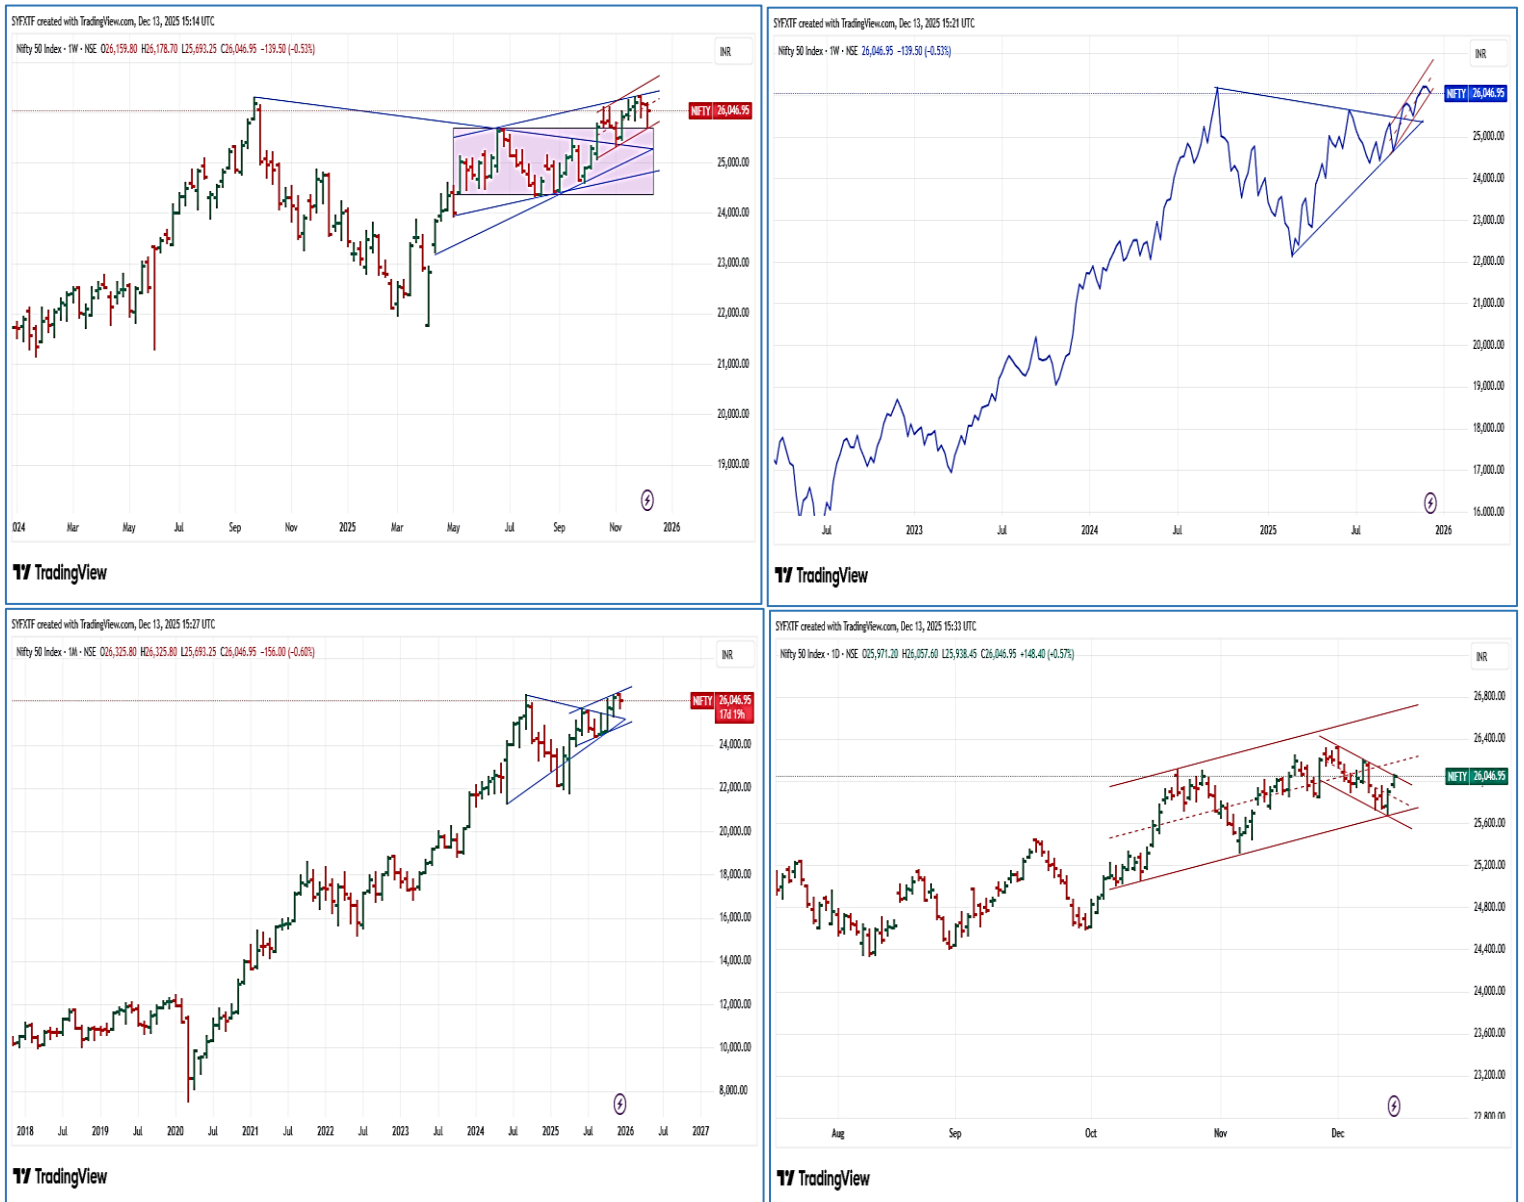 SYFXTF created with TradingView.com, Dec 13, 2025 15:14 UTC
Nifty 50 Index · 1W · NSE O26,159.80 H26,178.70 L25,693.25 C26,046.95 −139.50 (−0.53%)
INR
NIFTY 26,046.95
25,000.00
24,000.00
23,000.00
22,000.00
21,000.00
20,000.00
19,000.00
024 Mar May Jul Sep Nov 2025 Mar May Jul Sep Nov 2026
TradingView
SYFXTF created with TradingView.com, Dec 13, 2025 15:21 UTC
Nifty 50 Index · 1W · NSE 26,046.95 −139.50 (−0.53%)
INR
NIFTY 26,046.95
25,000.00
24,000.00
23,000.00
22,000.00
21,000.00
20,000.00
19,000.00
18,000.00
17,000.00
16,000.00
Jul 2023 Jul 2024 Jul 2025 Jul 2026
TradingView
SYFXTF created with TradingView.com, Dec 13, 2025 15:27 UTC
Nifty 50 Index · 1M · NSE O26,325.80 H26,325.80 L25,693.25 C26,046.95 −156.00 (−0.60%)
INR
NIFTY 26,046.95
17d 19h
24,000.00
22,000.00
20,000.00
18,000.00
16,000.00
14,000.00
12,000.00
10,000.00
8,000.00
2018 Jul 2019 Jul 2020 Jul 2021 Jul 2022 Jul 2023 Jul 2024 Jul 2025 Jul 2026 Jul 2027
TradingView
SYFXTF created with TradingView.com, Dec 13, 2025 15:33 UTC
Nifty 50 Index · 1D · NSE O25,971.20 H26,057.60 L25,938.45 C26,046.95 +148.40 (+0.57%)
INR
26,800.00
26,400.00
NIFTY 26,046.95
25,600.00
25,200.00
24,800.00
24,400.00
24,000.00
23,600.00
23,200.00
22,800.00
Aug Sep Oct Nov Dec
TradingView